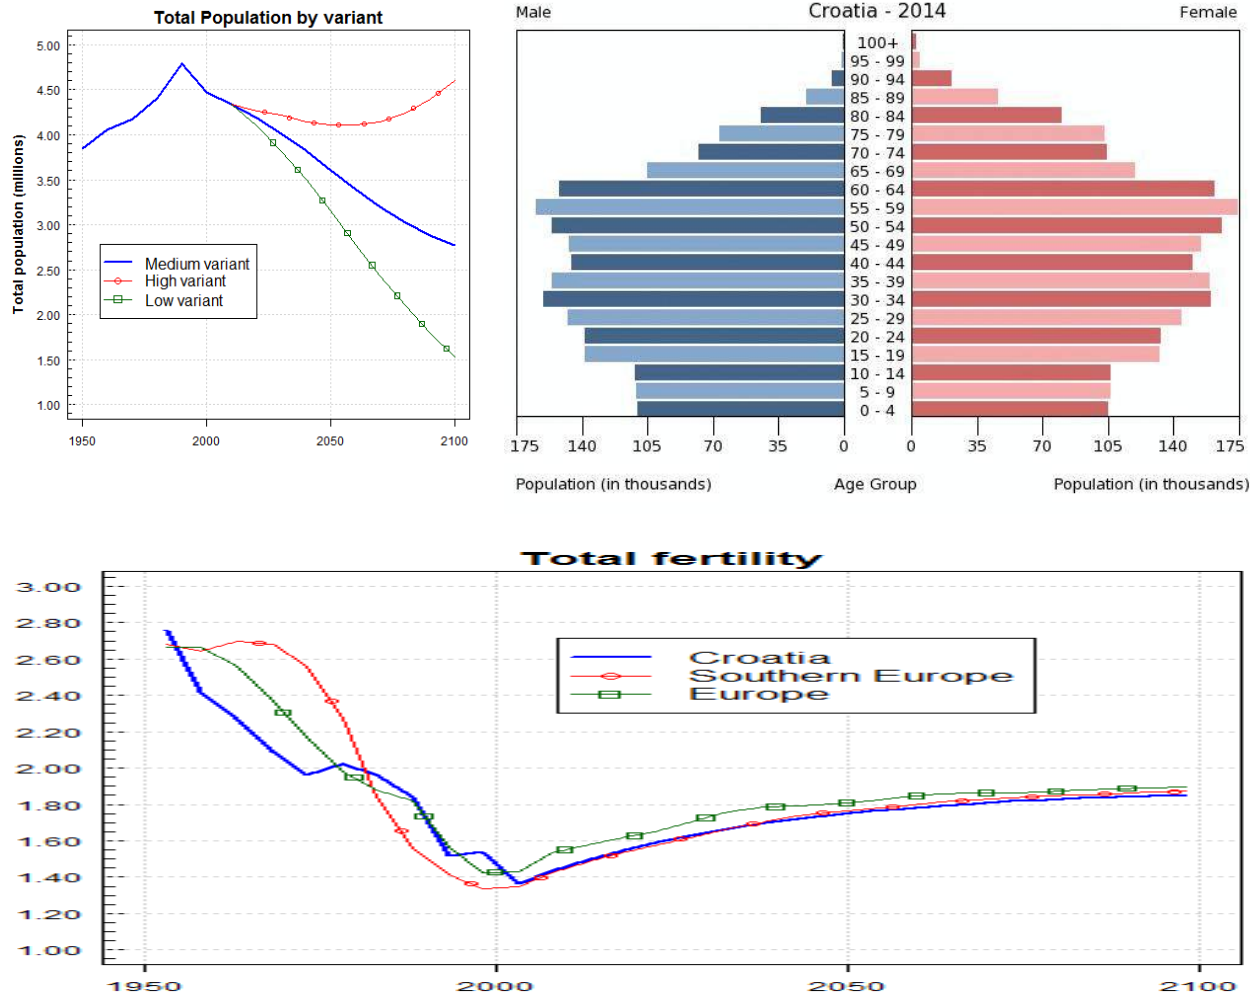 Total Population by variant
Total population (millions)
5.00
4.50
4.00
3.50
3.00
2.50
2.00
1.50
1.00
1950
2000
2050
2100
Medium variant
High variant
Low variant
Male
Croatia - 2014
Female
100+
95 - 99
90 - 94
85 - 89
80 - 84
75 - 79
70 - 74
65 - 69
60 - 64
55 - 59
50 - 54
45 - 49
40 - 44
35 - 39
30 - 34
25 - 29
20 - 24
15 - 19
10 - 14
5 - 9
0 - 4
175 140 105 70 35 0
0 35 70 105 140 175
Population (in thousands)
Age Group
Population (in thousands)
Total fertility
3.00
2.80
2.60
2.40
2.20
2.00
1.80
1.60
1.40
1.20
1.00
Croatia
Southern Europe
Europe
1950
2000
2050
2100